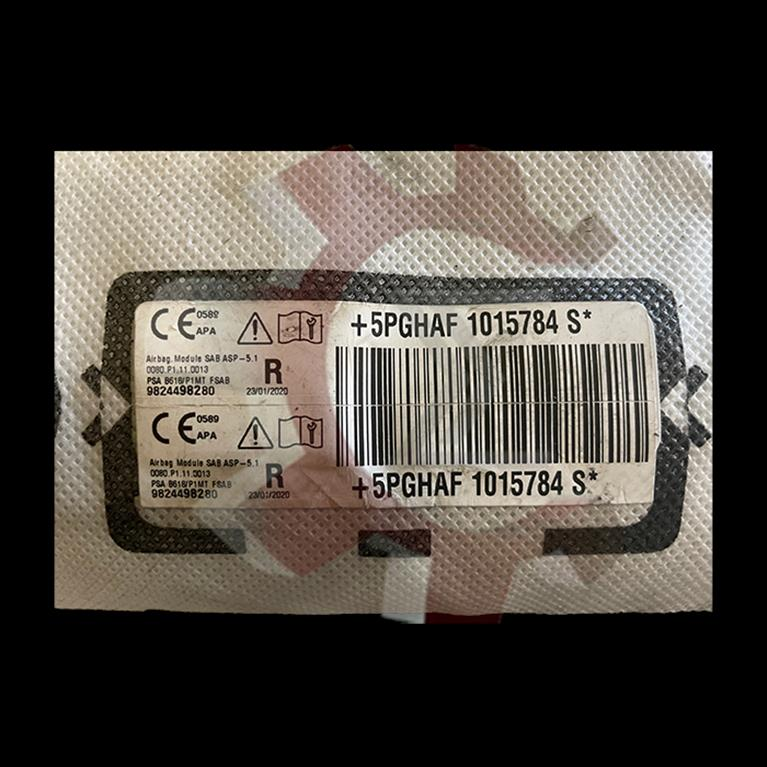 CE 0589
APA
Airbag Module SAB ASP-5.1
0080.P1.11.0013
PSA B618/P1MT FSAB
9824498280
R
23/01/2020
CE 0589
APA
Airbag Module SAB ASP-5.1
0080.P1.11.0013
PSA B618/P1MT FSAB
9824498280
R
23/01/2020
+5PGHAF 1015784 S*
+5PGHAF 1015784 S*